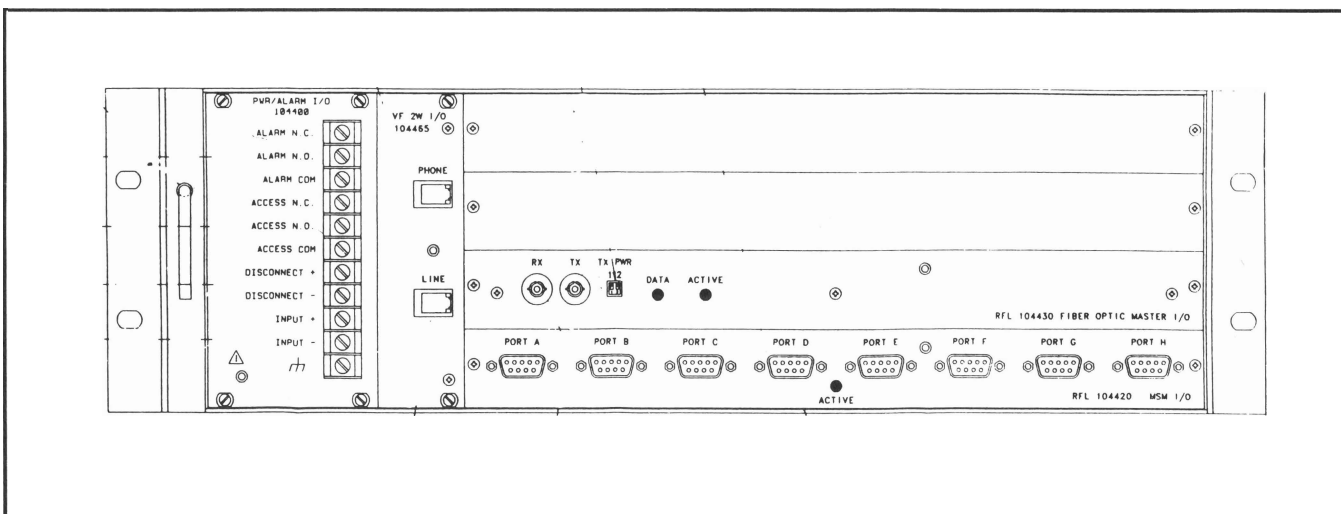 PWR/ALARM I/O
104400
ALARM N.C.
ALARM N.O.
ALARM COM
ACCESS N.C.
ACCESS N.O.
ACCESS COM
DISCONNECT +
DISCONNECT -
INPUT +
INPUT -
VF 2W I/O
104465
PHONE
LINE
RX TX TX PWR
1 2
DATA ACTIVE
RFL 104430 FIBER OPTIC MASTER I/O
PORT A PORT B PORT C PORT D PORT E PORT F PORT G PORT H
ACTIVE
RFL 104420 MSM I/O